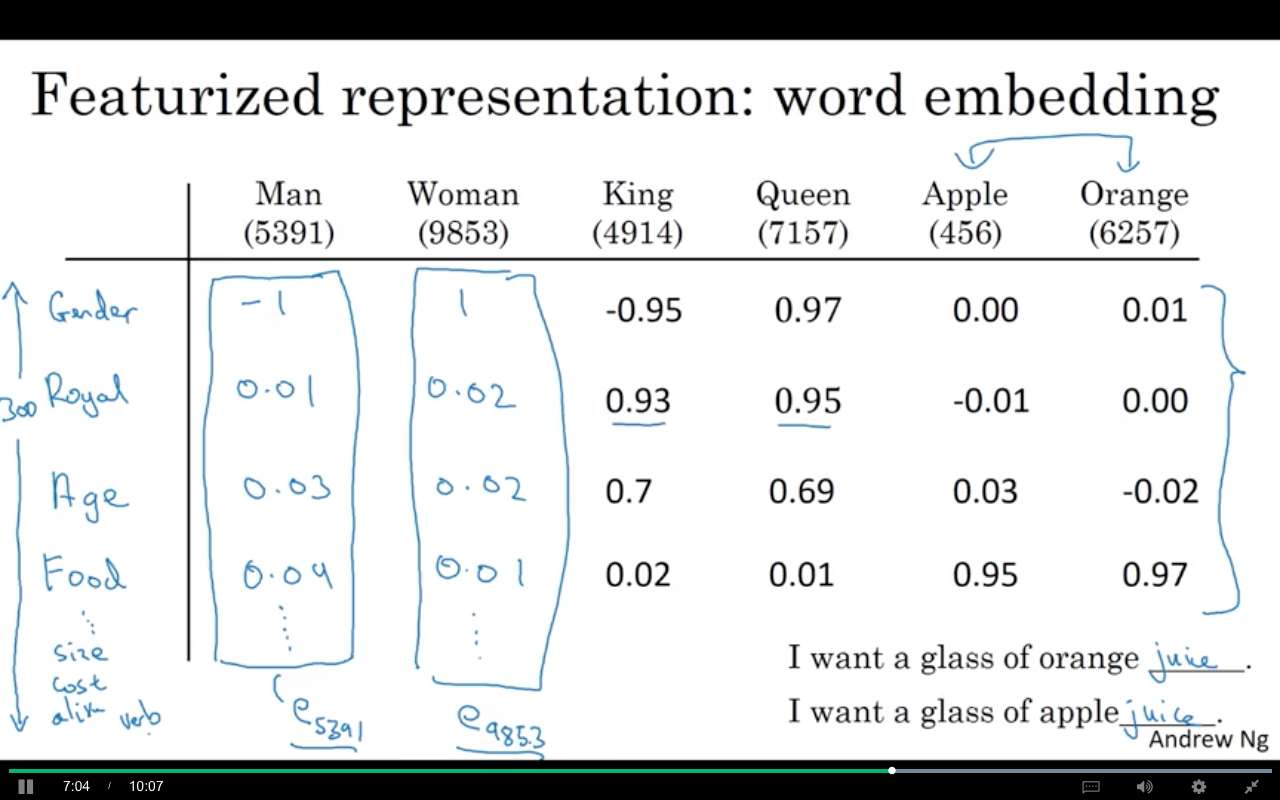 Featurized representation: word embedding
Man Woman King Queen Apple Orange
(5391) (9853) (4914) (7157) (456) (6257)
Gender -1 1 -0.95 0.97 0.00 0.01
300 Royal 0.01 0.02 0.93 0.95 -0.01 0.00
Age 0.03 0.02 0.7 0.69 0.03 -0.02
Food 0.04 0.01 0.02 0.01 0.95 0.97
size
cost
alive verb
e5391 e9853
I want a glass of orange juice.
I want a glass of apple juice.
Andrew Ng
7:04 / 10:07